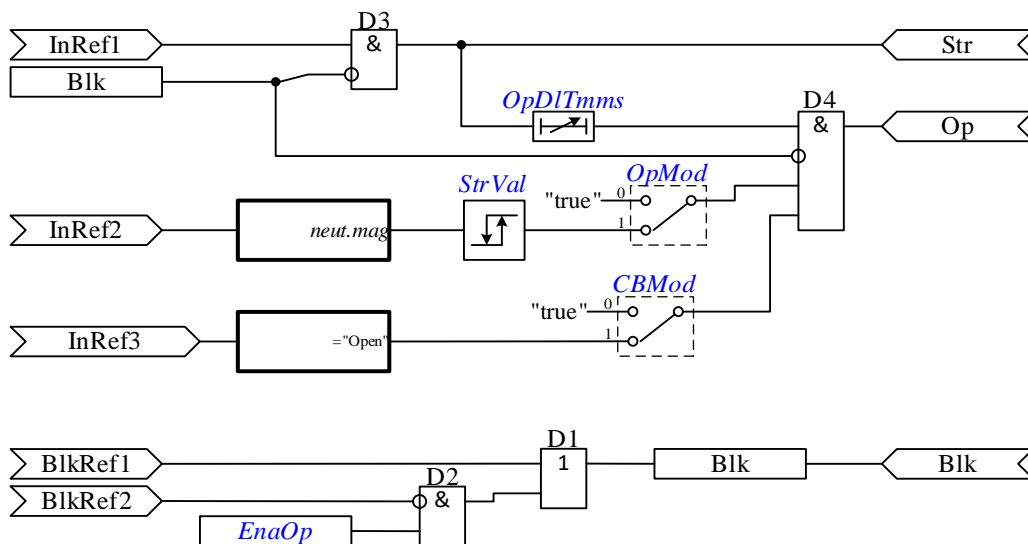 D3
InRef1 & Str
Blk
OpDlTmms D4
& Op
StrVal OpMod
"true" 0
InRef2 neut.mag 1
CBMod
"true" 0
InRef3 ="Open" 1
D1
BlkRef1 1 Blk Blk
D2
BlkRef2 &
EnaOp